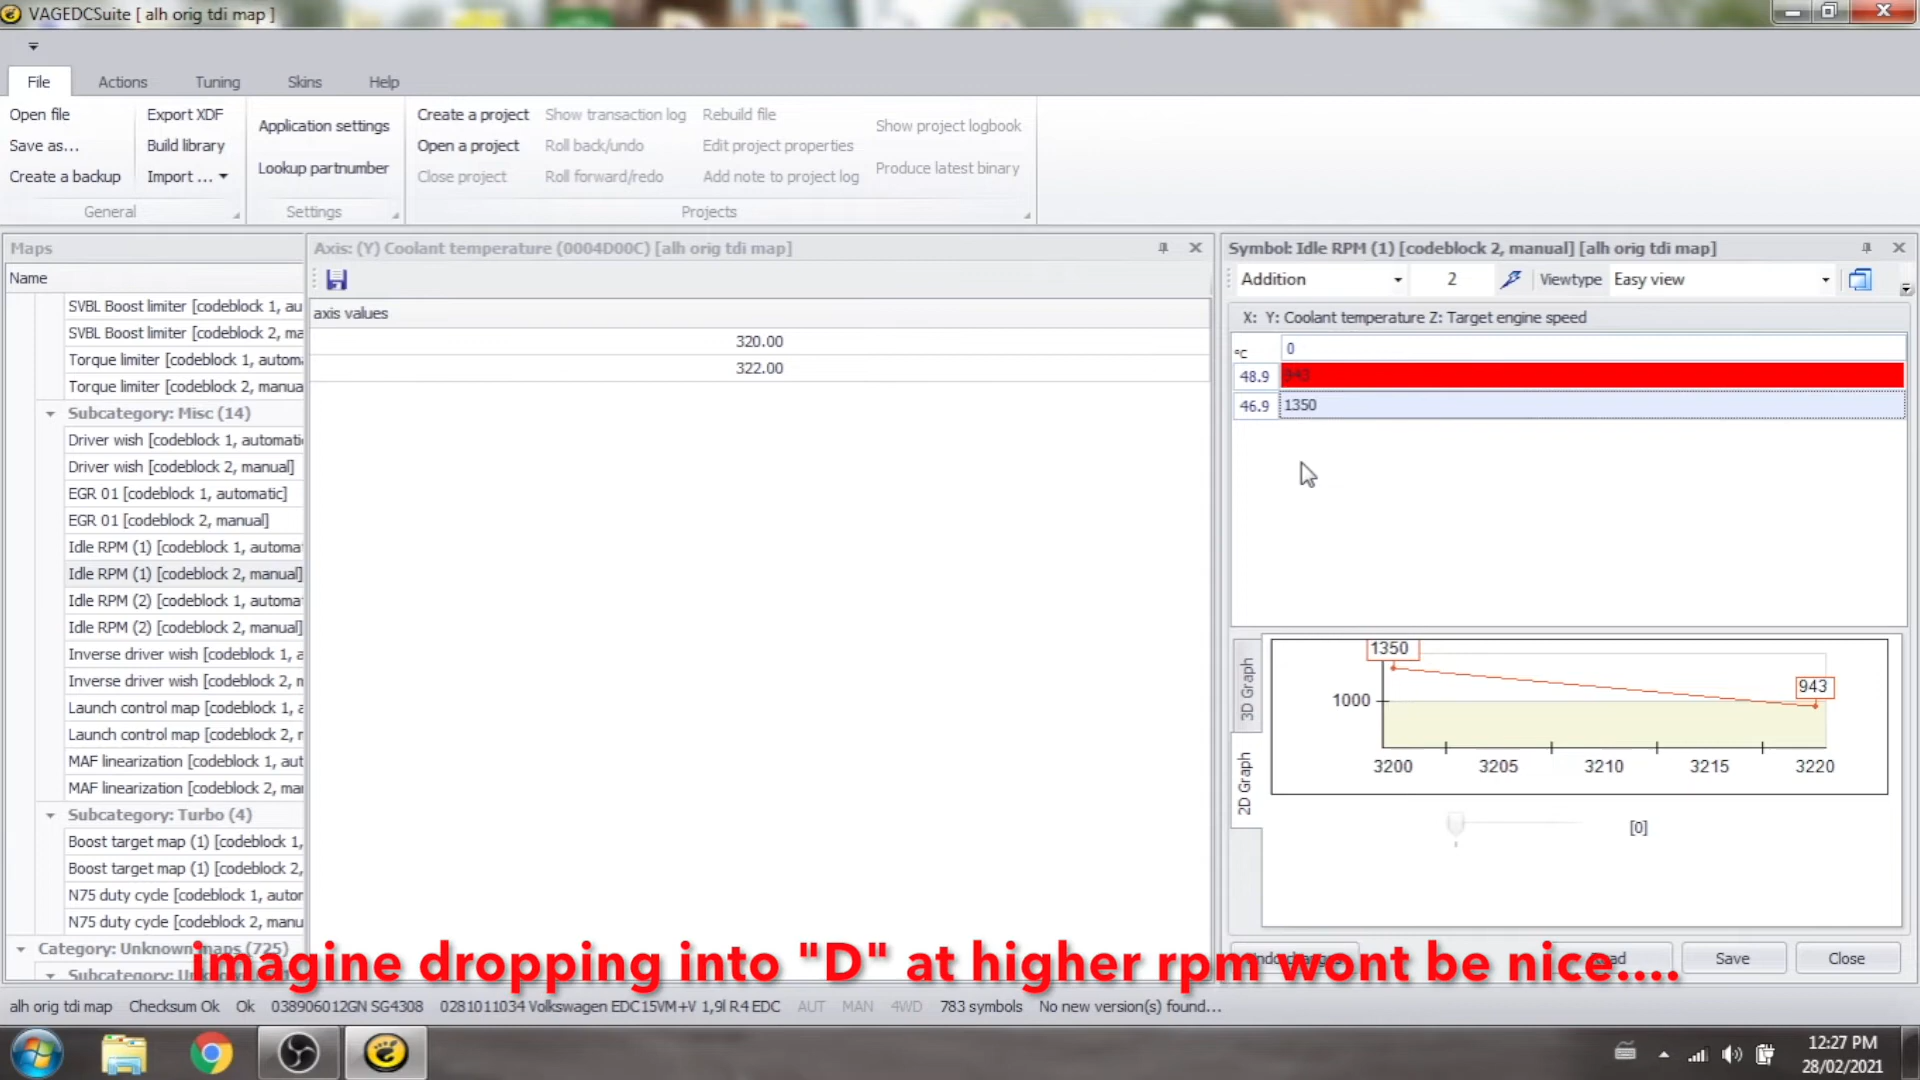 VAGEDCSuite [ alh orig tdi map ]
File Actions Tuning Skins Help
Open file
Save as...
Create a backup
General
Export XDF
Build library
Import ...
Application settings
Lookup partnumber
Settings
Create a project Show transaction log Rebuild file
Open a project Roll back/undo Edit project properties
Close project Roll forward/redo Add note to project log
Show project logbook
Produce latest binary
Projects
Maps
Name
SVBL Boost limiter [codeblock 1, au
SVBL Boost limiter [codeblock 2, ma
Torque limiter [codeblock 1, autom
Torque limiter [codeblock 2, manua
Subcategory: Misc (14)
Driver wish [codeblock 1, automati
Driver wish [codeblock 2, manual]
EGR 01 [codeblock 1, automatic]
EGR 01 [codeblock 2, manual]
Idle RPM (1) [codeblock 1, automa
Idle RPM (1) [codeblock 2, manual]
Idle RPM (2) [codeblock 1, automa
Idle RPM (2) [codeblock 2, manual]
Inverse driver wish [codeblock 1, a
Inverse driver wish [codeblock 2, m
Launch control map [codeblock 1, a
Launch control map [codeblock 2, m
MAF linearization [codeblock 1, aut
MAF linearization [codeblock 2, mai
Subcategory: Turbo (4)
Boost target map (1) [codeblock 1,
Boost target map (1) [codeblock 2,
N75 duty cycle [codeblock 1, autor
N75 duty cycle [codeblock 2, manu
Category: Unknown maps (725)
Axis: (Y) Coolant temperature (0004D00C) [alh orig tdi map]
axis values
320.00
322.00
Symbol: Idle RPM (1) [codeblock 2, manual] [alh orig tdi map]
Addition 2 Viewtype Easy view
X: Y: Coolant temperature Z: Target engine speed
°C 0
48.9 943
46.9 1350
3D Graph
2D Graph
1350
943
1000
3200 3205 3210 3215 3220
[0]
Save Close
imagine dropping into "D" at higher rpm wont be nice....
alh orig tdi map Checksum Ok Ok 038906012GN SG4308 0281011034 Volkswagen EDC15VM+V 1,9l R4 EDC AUT MAN 4WD 783 symbols No new version(s) found...
12:27 PM
28/02/2021